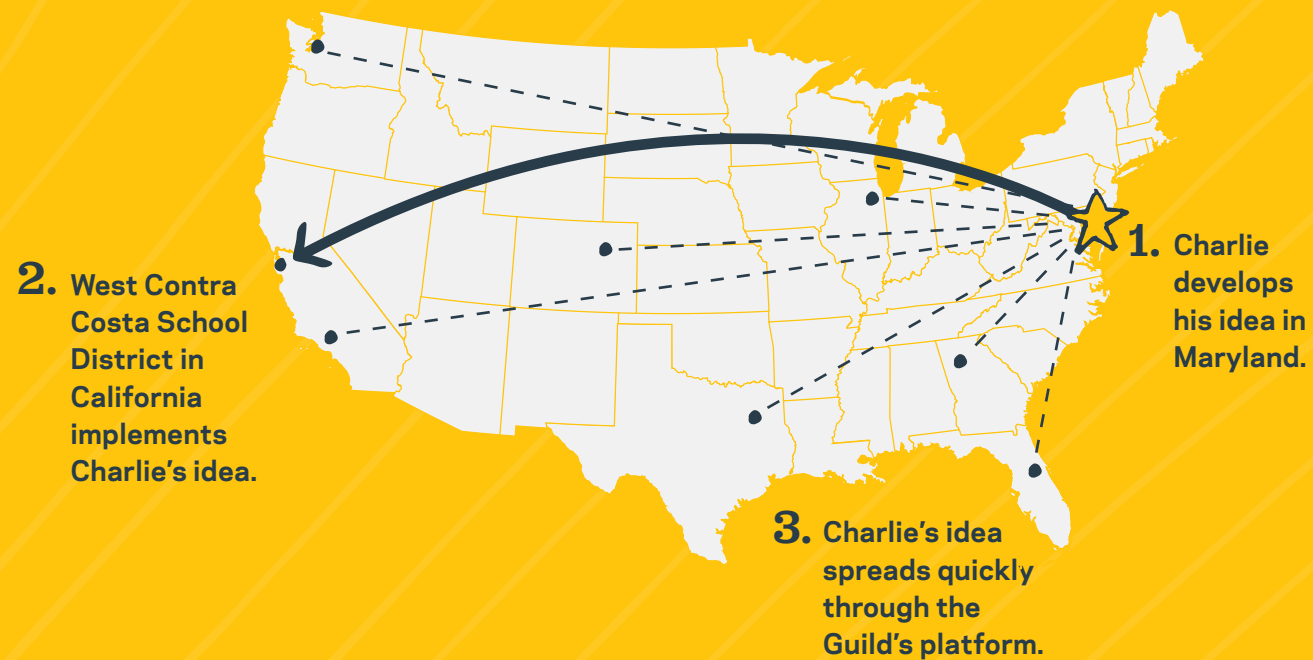 1. Charlie
develops
his idea in
Maryland.
2. West Contra
Costa School
District in
California
implements
Charlie’s idea.
3. Charlie’s idea
spreads quickly
through the
Guild’s platform.